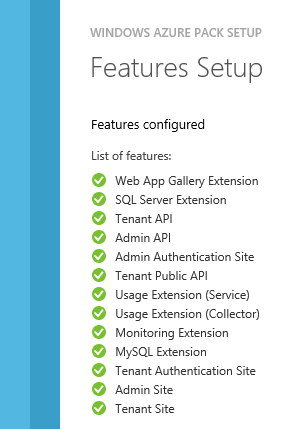 WINDOWS AZURE PACK SETUP
Features Setup
Features configured
List of features:
Web App Gallery Extension
SQL Server Extension
Tenant API
Admin API
Admin Authentication Site
Tenant Public API
Usage Extension (Service)
Usage Extension (Collector)
Monitoring Extension
MySQL Extension
Tenant Authentication Site
Admin Site
Tenant Site